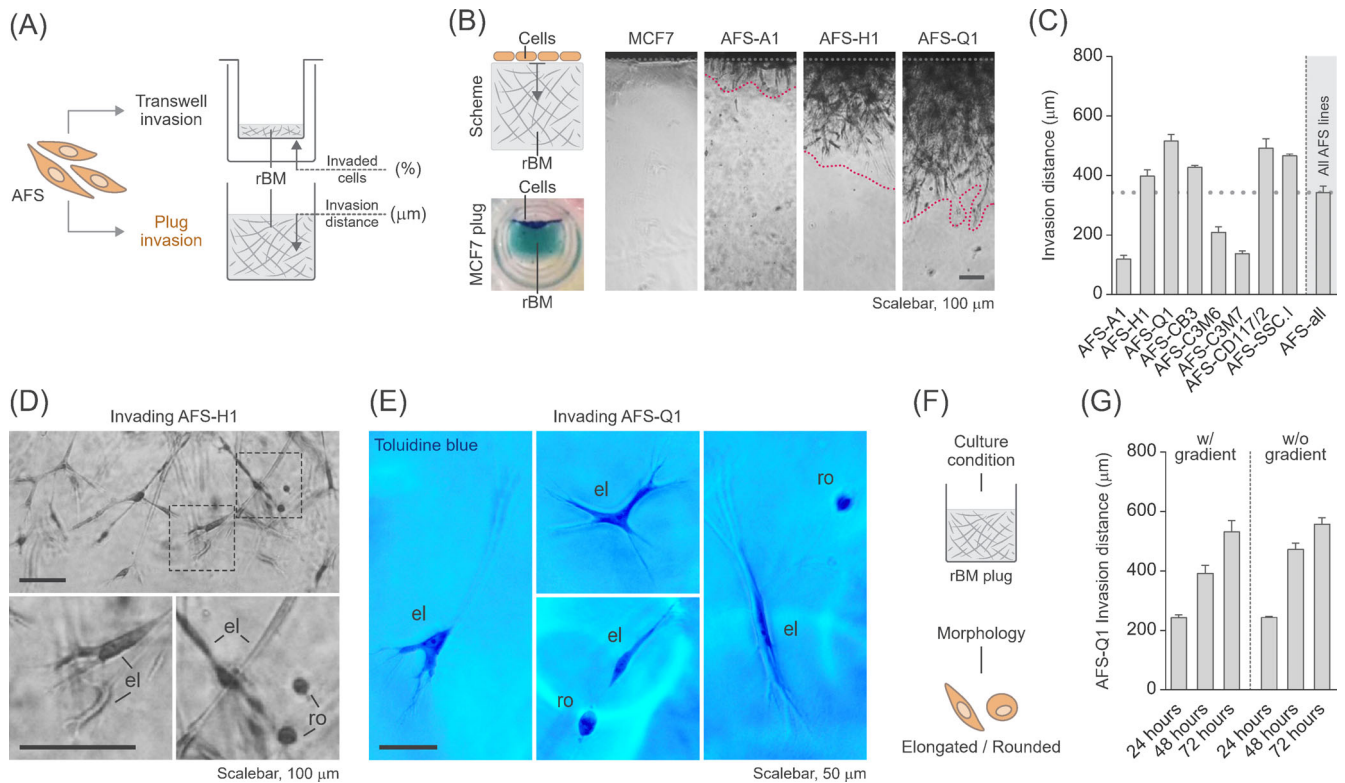 (A)
Transwell
invasion
AFS
Plug
invasion
rBM
Invaded
cells
(%)
Invasion
distance
(μm)
(B)
Cells
Scheme
rBM
Cells
MCF7 plug
rBM
MCF7
AFS-A1
AFS-H1
AFS-Q1
Scalebar, 100 μm
(C)
Invasion distance (μm)
800
600
400
200
0
All AFS lines
AFS-A1
AFS-H1
AFS-Q1
AFS-CB3
AFS-C3M6
AFS-C3M7
AFS-CD117/2
AFS-SSC.I
AFS-all
(D)
Invading AFS-H1
el
el
ro
Scalebar, 100 μm
(E)
Invading AFS-Q1
Toluidine blue
el
el
el
ro
ro
el
Scalebar, 50 μm
(F)
Culture
condition
rBM plug
Morphology
Elongated / Rounded
(G)
w/
gradient
w/o gradient
AFS-Q1 Invasion distance (μm)
800
600
400
200
0
24 hours
48 hours
72 hours
24 hours
48 hours
72 hours